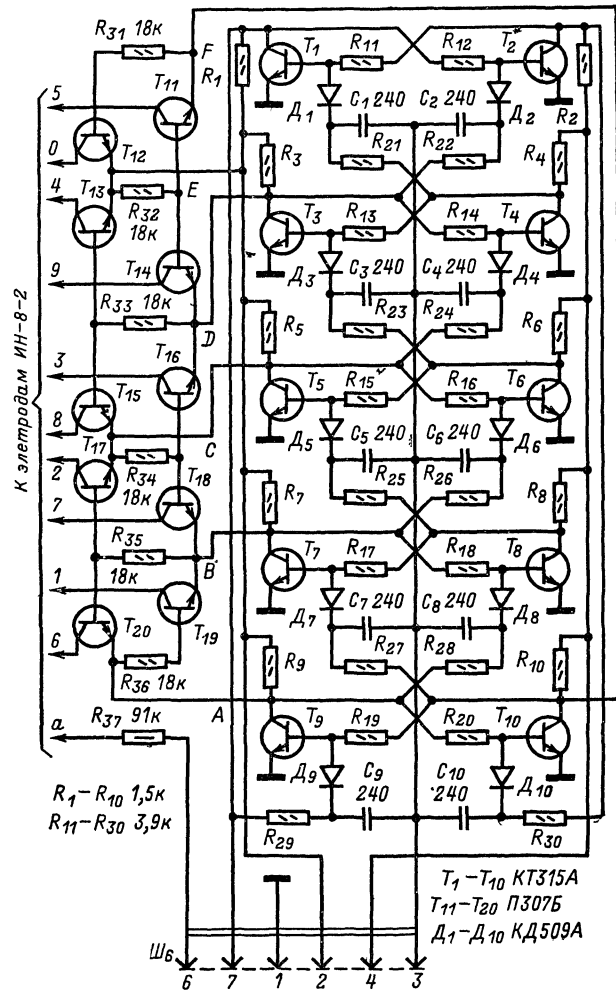 R31 18к
F
T11
R1
T1
R11
R12
T2*
5
0
4
T12
T13
Д1
C1 240
C2 240
Д2
R2
R3
R21
R22
R4
R32
18к
E
T3
R13
R14
T4
9
T14
Д3
C3 240
C4 240
Д4
R33 18к
D
R5
R23
R24
R6
К элетродам ИН-8-2
3
T16
T15
T5
R15
R16
T6
8
2
T17
C
Д5
C5 240
C6 240
Д6
R34
18к
T18
R7
R25
R26
R8
7
R35
18к
B
T7
R17
R18
T8
1
6
T20
T19
Д7
C7 240
C8 240
Д8
R9
R27
R28
R10
R36 18к
A
T9
R19
R20
T10
a
R37 91к
Д9
C9
240
C10
240
Д10
R1–R10 1,5к
R11–R30 3,9к
R29
R30
T1–T10 КТ315А
T11–T20 П307Б
Д1–Д10 КД509А
Ш6
6 7 1 2 4 3